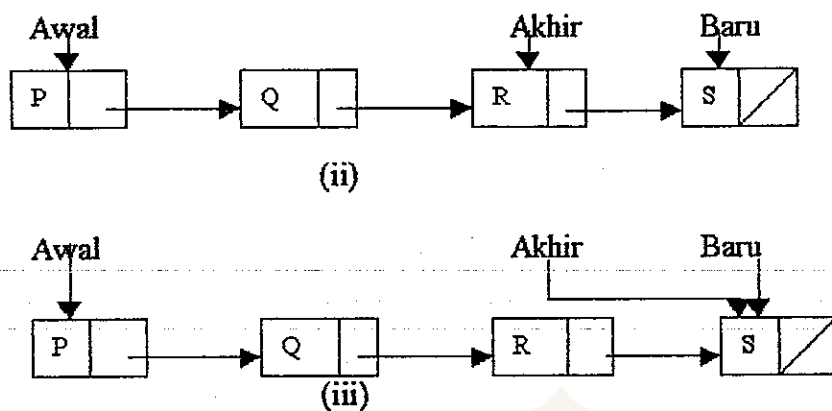 Awal Akhir Baru
P Q R S
(ii)
Awal Akhir Baru
P Q R S
(iii)